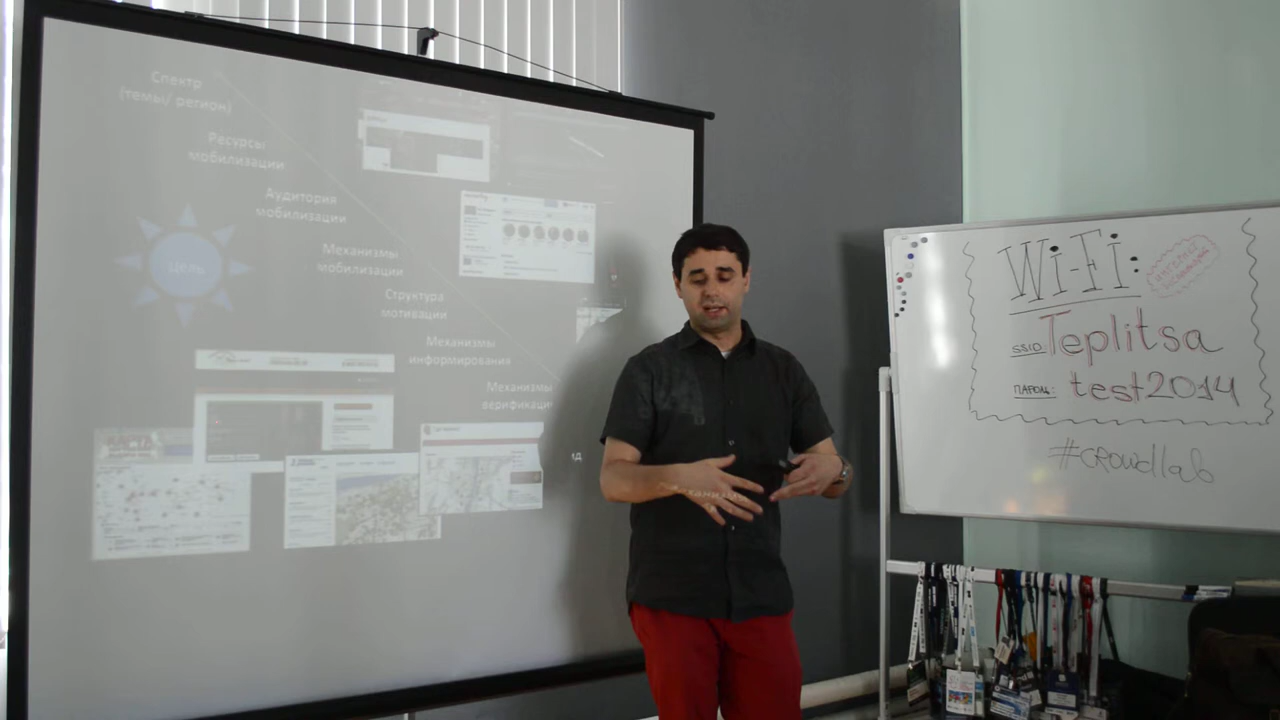 Спектр
(темы/ регион)
Ресурсы
мобилизации
Аудитория
мобилизации
Механизмы
мобилизации
Структура
мотивации
Механизмы
информирования
Механизмы
верификаци
цель
Wi-Fi:
SSID Teplitsa
ПАРОЛЬ: test2014
#crowdlab